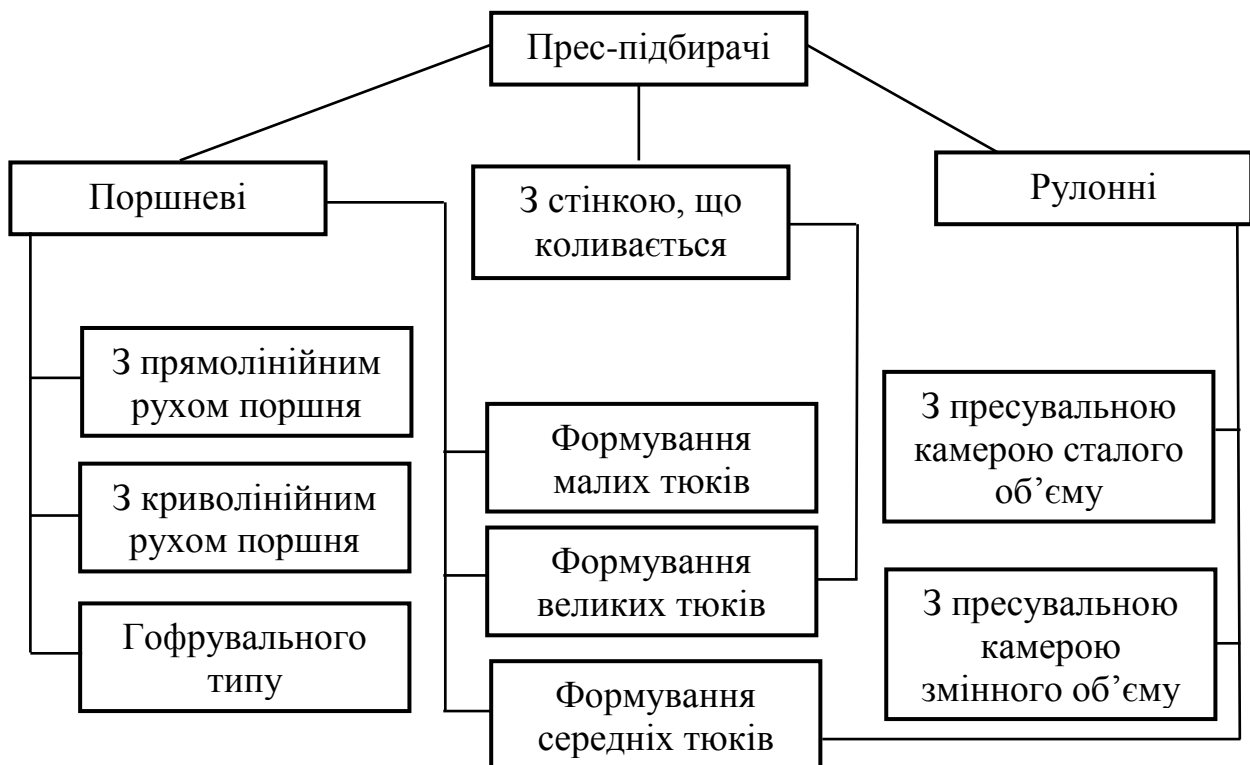 Прес-підбирачі
Поршневі
З стінкою, що
коливається
Рулонні
З прямолінійним
рухом поршня
З криволінійним
рухом поршня
Гофрувального
типу
Формування
малих тюків
Формування
великих тюків
Формування
середніх тюків
З пресувальною
камерою сталого
об’єму
З пресувальною
камерою
змінного об’єму